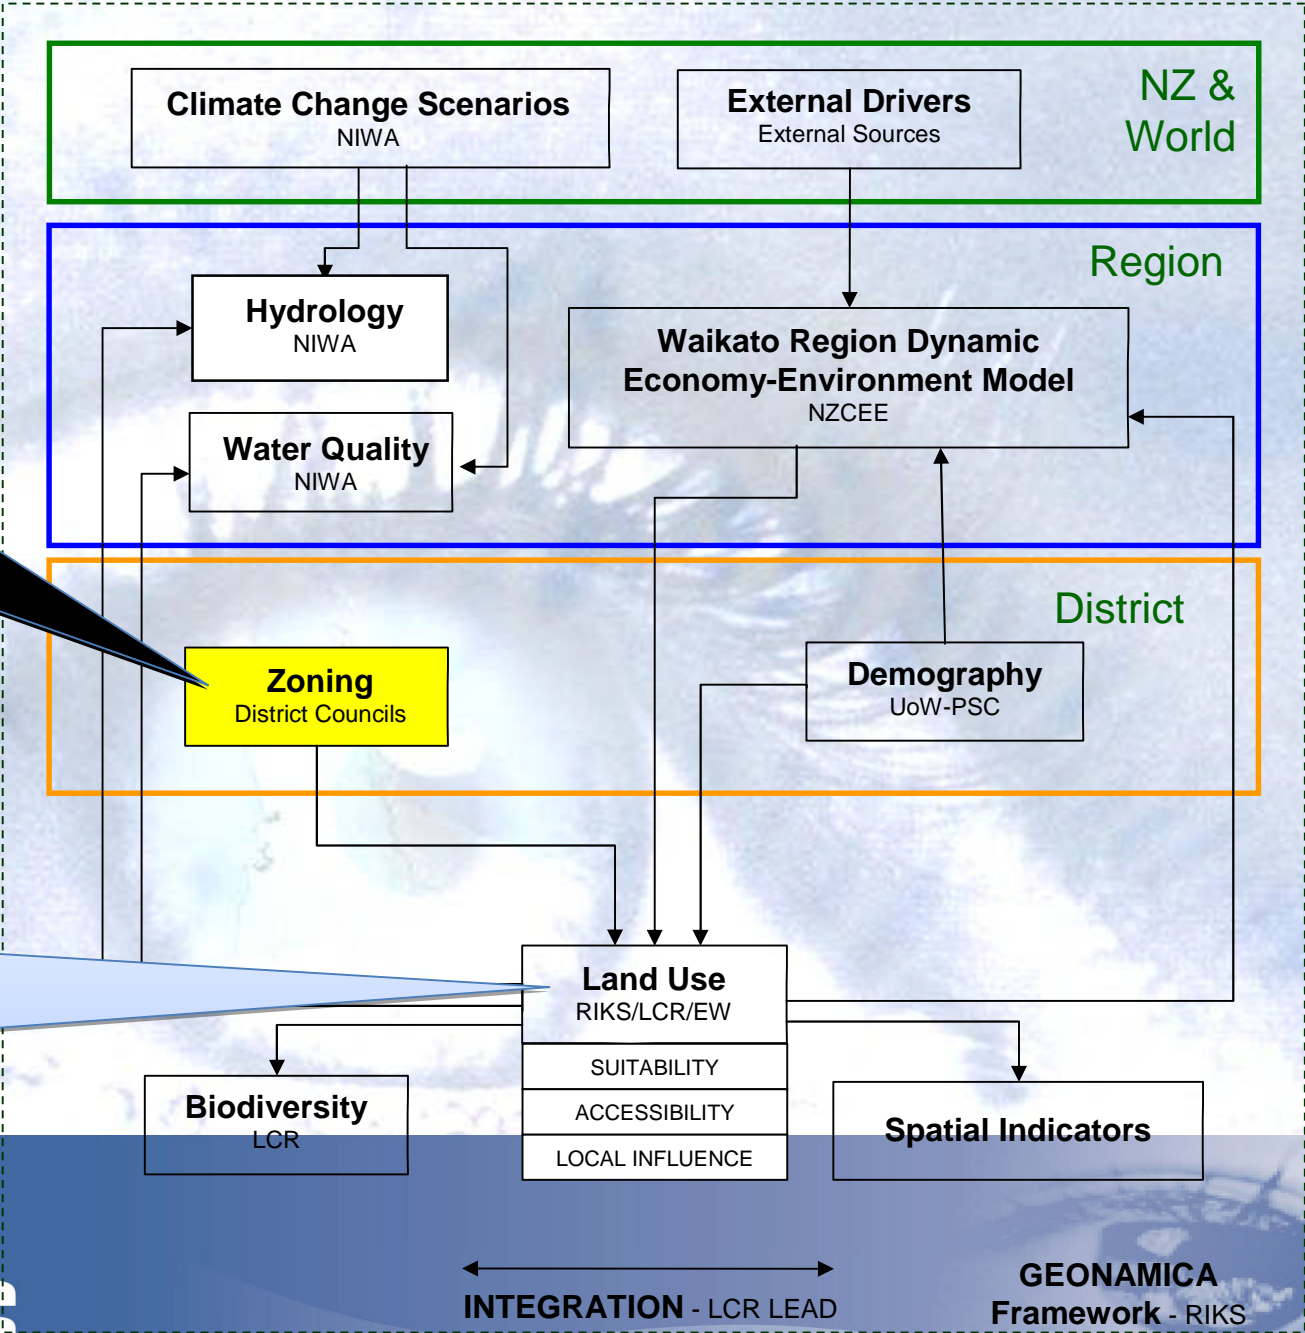 NZ &
World
Climate Change Scenarios
NIWA
External Drivers
External Sources
Region
Hydrology
NIWA
Waikato Region Dynamic
Economy-Environment Model
NZCEE
Water Quality
NIWA
District
Zoning
District Councils
Demography
UoW-PSC
Land Use
RIKS/LCR/EW
SUITABILITY
ACCESSIBILITY
LOCAL INFLUENCE
Biodiversity
LCR
Spatial Indicators
INTEGRATION - LCR LEAD
GEONAMICA
Framework - RIKS